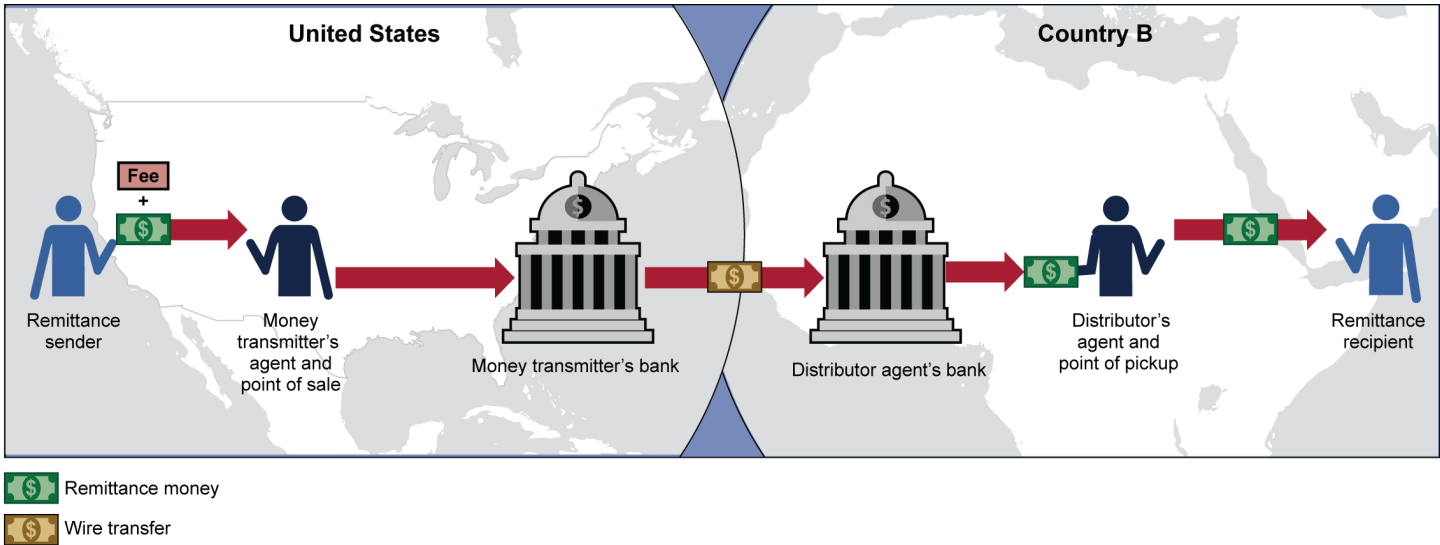 United States
Country B
Fee
+
$
$
$
$
$
$
Remittance
sender
Money
transmitter’s
agent and
point of sale
Money transmitter’s bank
Distributor agent’s bank
Distributor’s
agent and
point of pickup
Remittance
recipient
$ Remittance money
$ Wire transfer